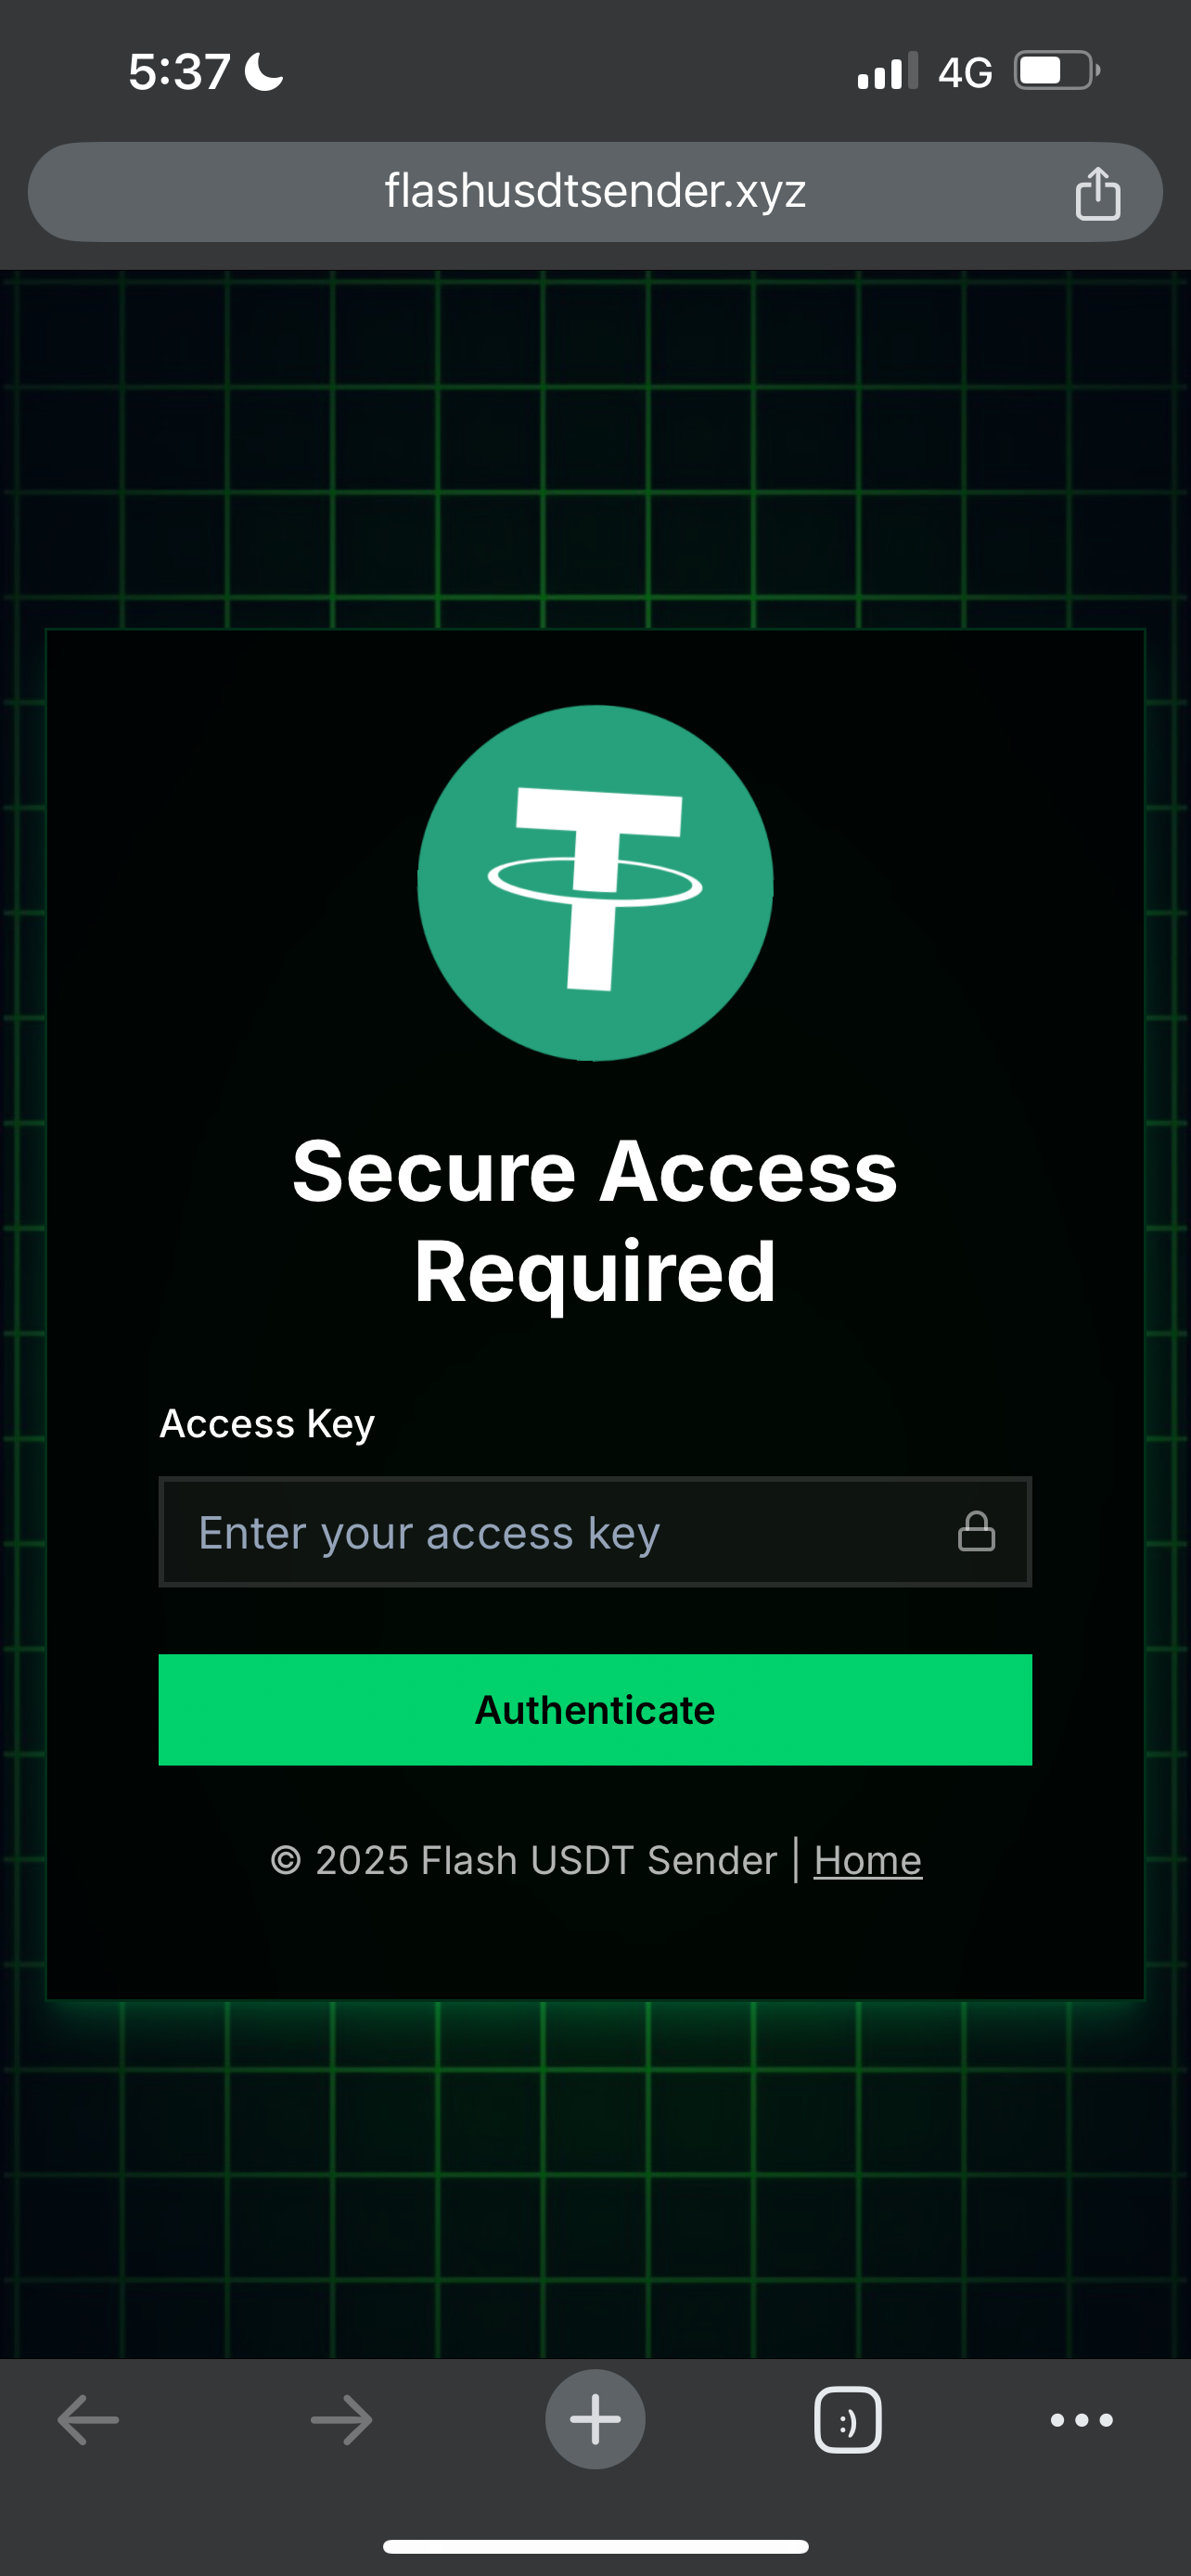 5:37
4G
flashusdtsender.xyz
Secure Access
Required
Access Key
Enter your access key
Authenticate
© 2025 Flash USDT Sender | Home
:)